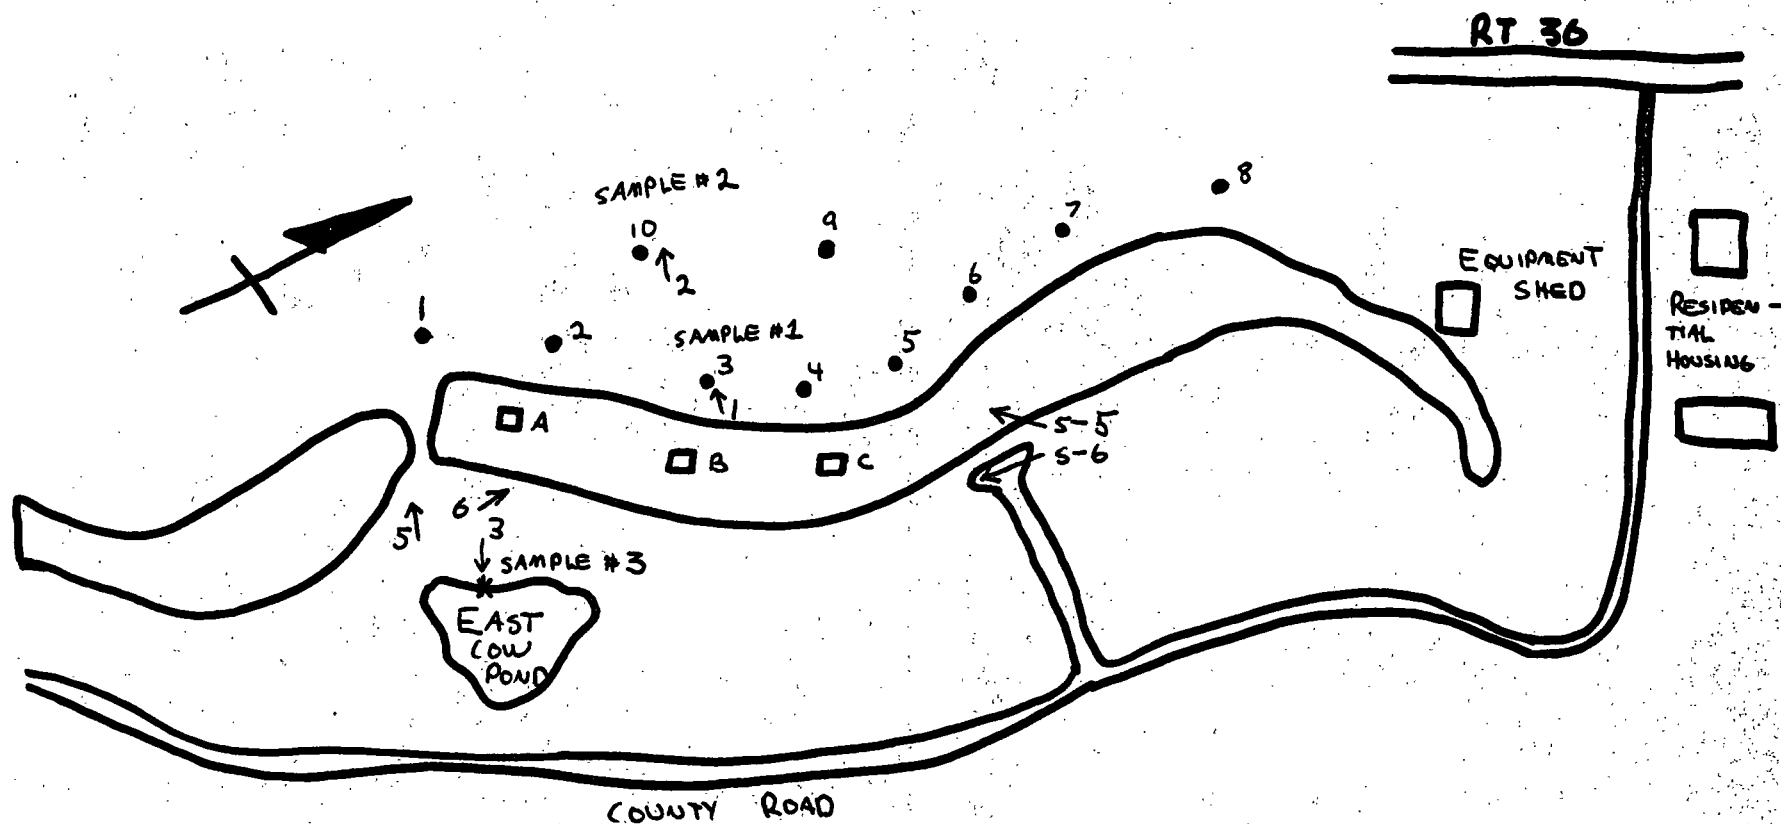 RT 36
SAMPLE #2
10
2
9
8
7
6
1
2
SAMPLE #1
3
1
4
5
EQUIPMENT
SHED
RESIDEN-
TIAL
HOUSING
A
B
C
S-5
S-6
6
5
3
SAMPLE #3
EAST
COW
POND
COUNTY ROAD